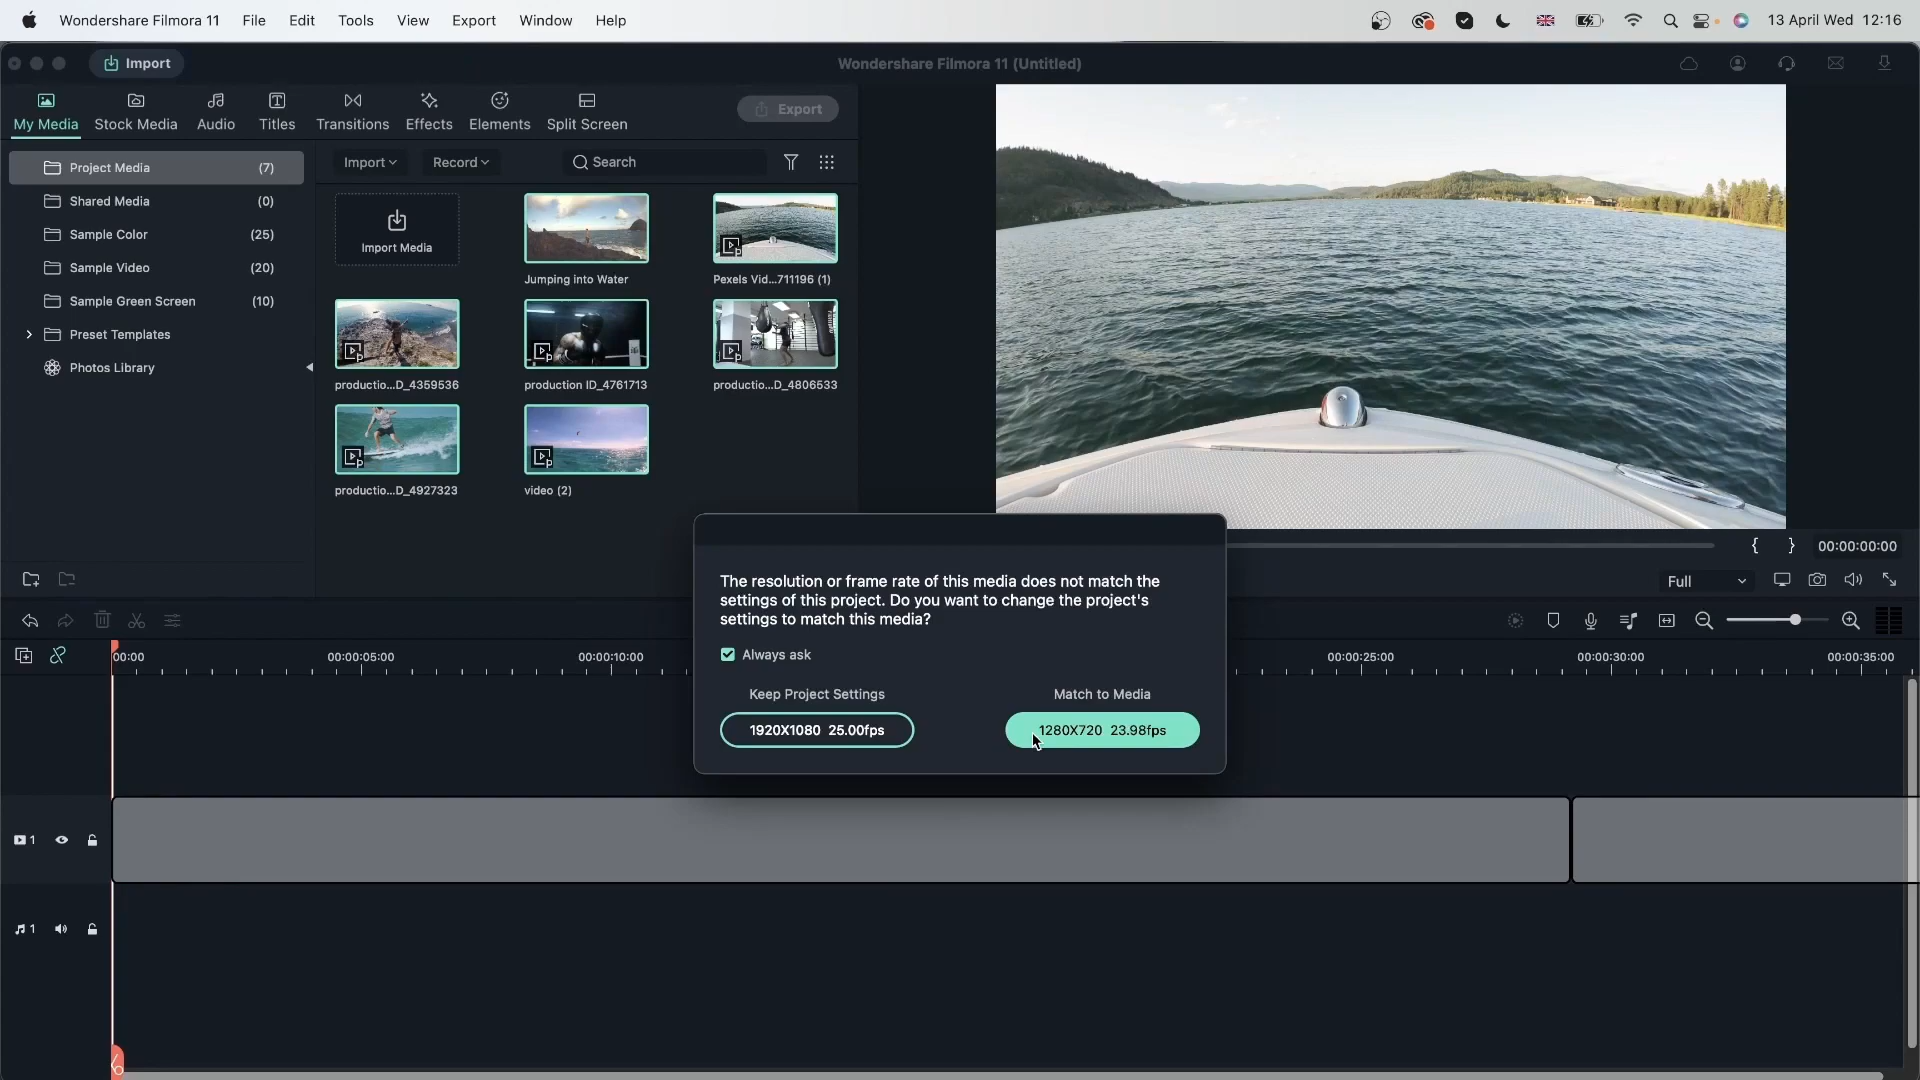 Wondershare Filmora 11 File Edit Tools View Export Window Help 13 April Wed 12:16
Import Wondershare Filmora 11 (Untitled)
My Media Stock Media Audio Titles Transitions Effects Elements Split Screen Export
Project Media (7)
Shared Media (0)
Sample Color (25)
Sample Video (20)
Sample Green Screen (10)
Preset Templates
Photos Library
Import Record Search
Import Media
Jumping into Water
Pexels Vid...711196 (1)
productio...D_4359536
production ID_4761713
productio...D_4806533
productio...D_4927323
video (2)
{ } 00:00:00:00
Full
The resolution or frame rate of this media does not match the
settings of this project. Do you want to change the project's
settings to match this media?
Always ask
Keep Project Settings Match to Media
1920X1080 25.00fps 1280X720 23.98fps
00:00 00:00:05:00 00:00:10:00 00:00:25:00 00:00:30:00 00:00:35:00
1
1